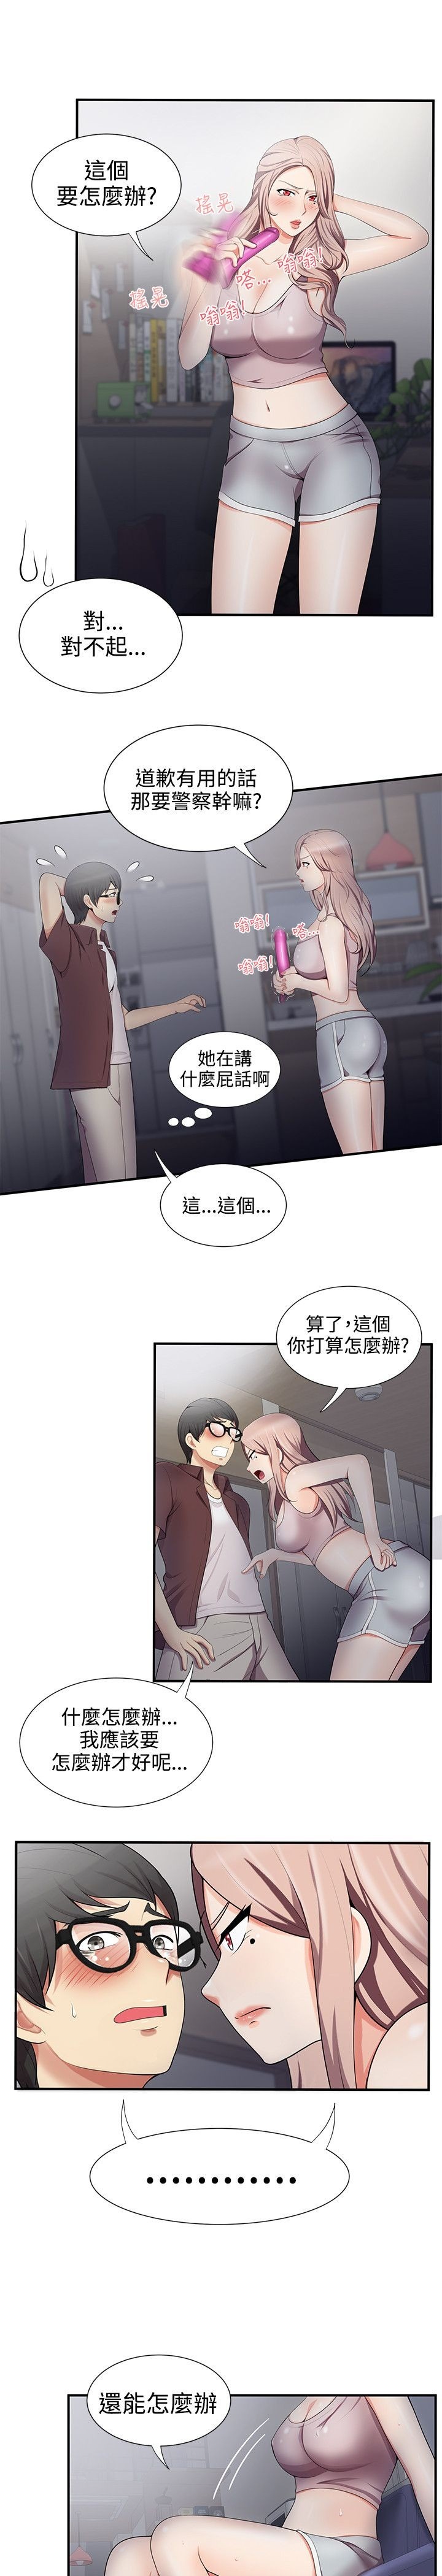 這個
要怎麼辦?
搖晃
嗒...
嗡嗡!
搖晃
嗡嗡!
對...
對不起...
道歉有用的話
那要警察幹嘛?
嗡嗡!
嗒...
嗡嗡!
她在講
什麼屁話啊
這...這個...
算了,這個
你打算怎麼辦?
什麼怎麼辦...
我應該要
怎麼辦才好呢...
............
還能怎麼辦